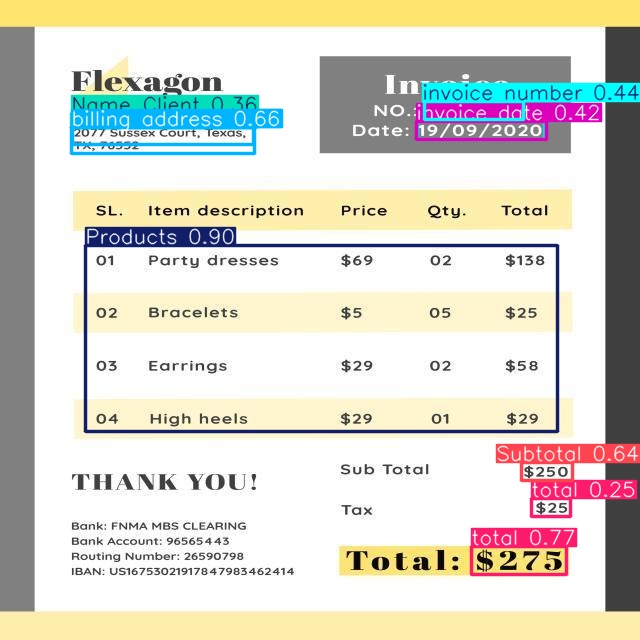 Flexagon
Name Client 0.36
billing address 0.66
2077 Sussex Court, Texas,
TX, 76552
Invoice
invoice number 0.44
NO.:
invoice date 0.42
Date: 19/09/2020
SL. Item description Price Qty. Total
Products 0.90
01 Party dresses $69 02 $138
02 Bracelets $5 05 $25
03 Earrings $29 02 $58
04 High heels $29 01 $29
Subtotal 0.64
Sub Total $250
total 0.25
Tax $25
total 0.77
Total: $275
THANK YOU!
Bank: FNMA MBS CLEARING
Bank Account: 96565443
Routing Number: 26590798
IBAN: US16753021917847983462414